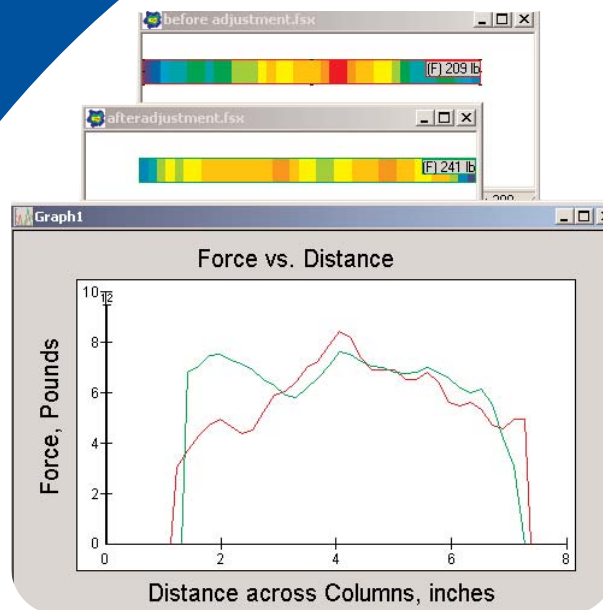 before adjustment.fsx
(F) 209 lb
afteradjustment.fsx
(F) 241 lb
Graph1
Force vs. Distance
Force, Pounds
10
12
8
6
4
2
0
0 2 4 6 8
Distance across Columns, inches